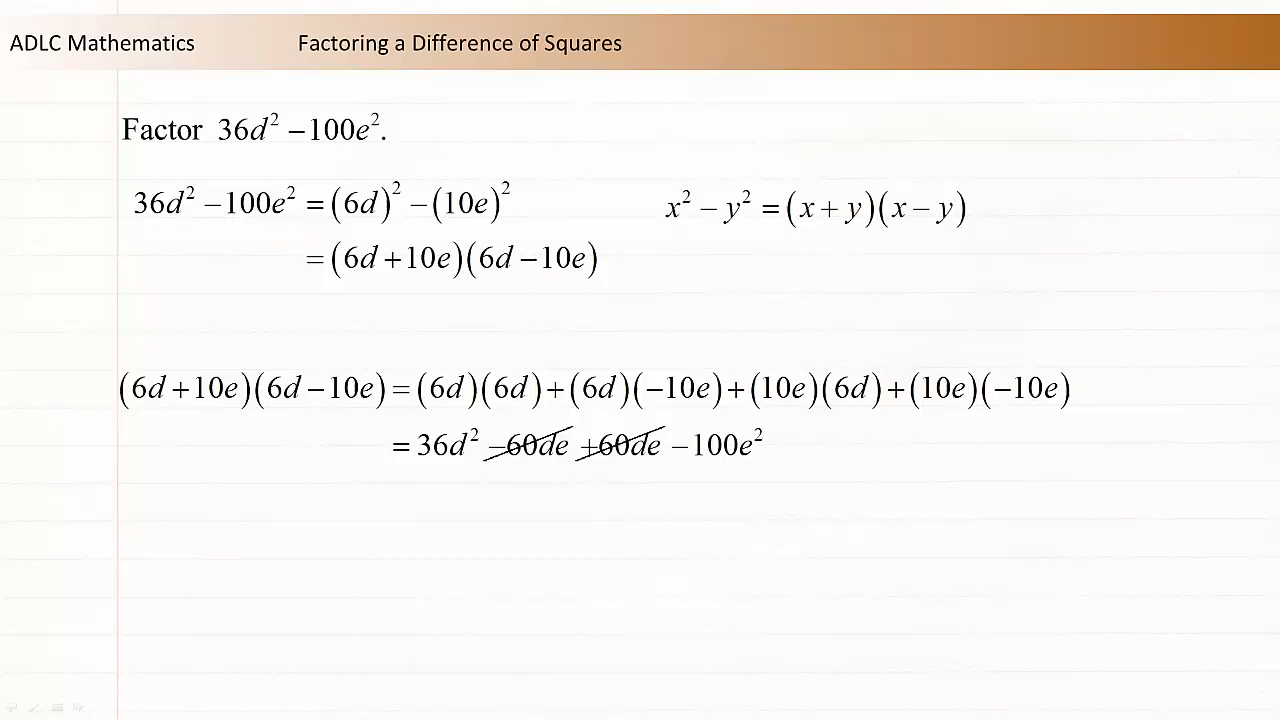 ADLC Mathematics Factoring a Difference of Squares
Factor 36d² − 100e².
36d² − 100e² = (6d)² − (10e)² x² − y² = (x + y)(x − y)
= (6d + 10e)(6d − 10e)
(6d + 10e)(6d − 10e) = (6d)(6d) + (6d)(−10e) + (10e)(6d) + (10e)(−10e)
= 36d² − 60de + 60de − 100e²